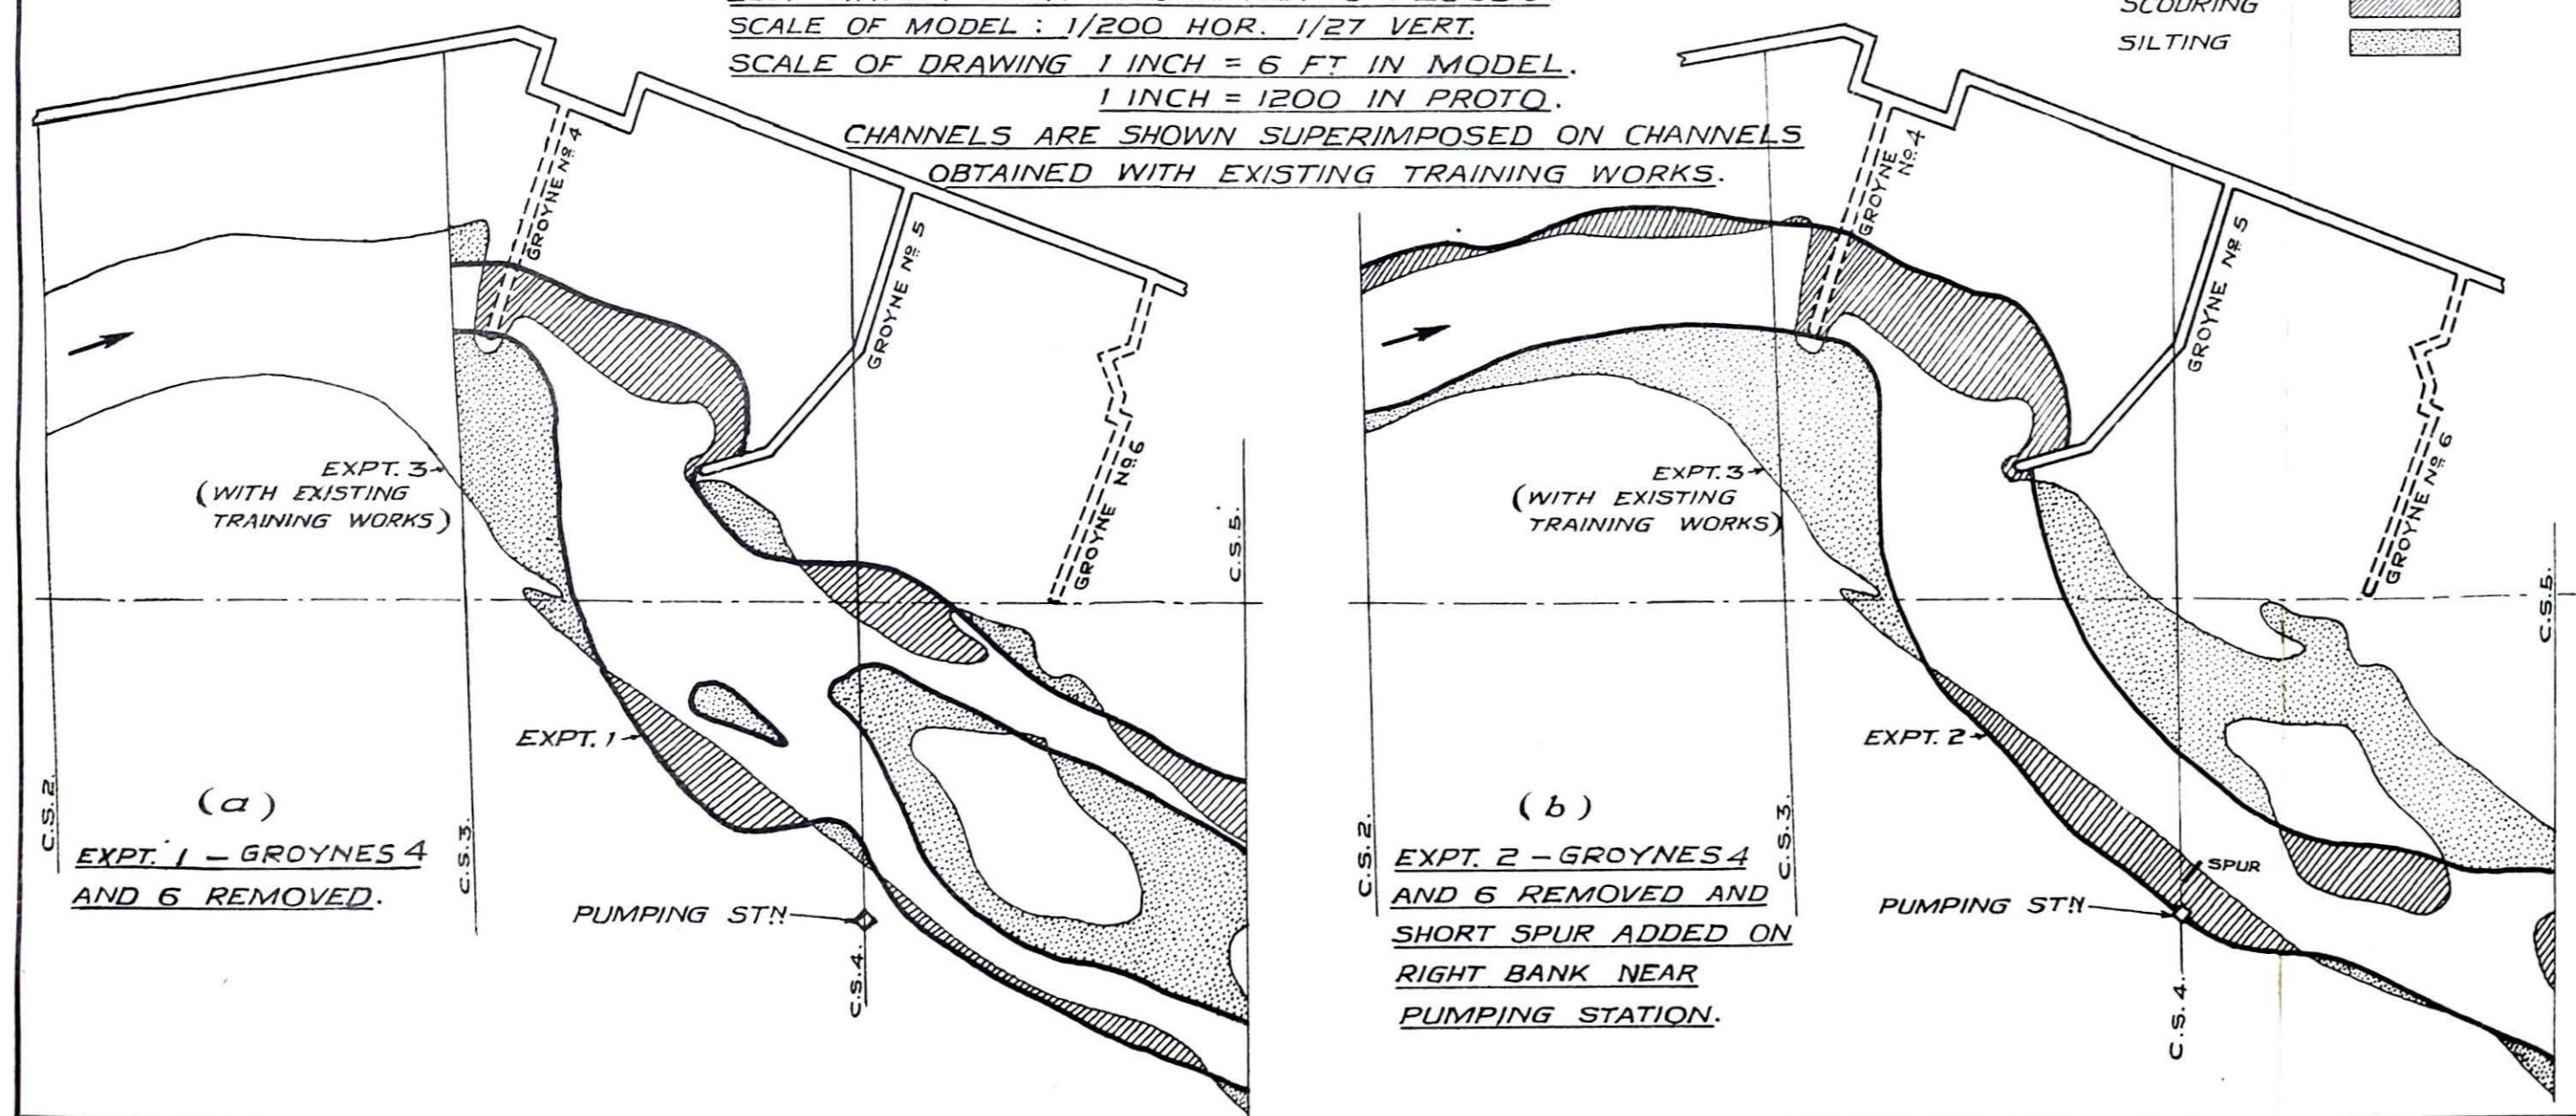 SCALE OF MODEL : 1/200 HOR. 1/27 VERT.
SCALE OF DRAWING 1 INCH = 6 FT IN MODEL.
1 INCH = 1200 IN PROTO.
CHANNELS ARE SHOWN SUPERIMPOSED ON CHANNELS
OBTAINED WITH EXISTING TRAINING WORKS.
SCOURING
SILTING
GROYNE Nº 4
GROYNE Nº 5
GROYNE Nº 6
EXPT. 3
(WITH EXISTING
TRAINING WORKS)
EXPT. 1
C.S. 2.
C.S. 3.
C.S. 4.
C.S. 5.
PUMPING STN
(a)
EXPT. 1 – GROYNES 4
AND 6 REMOVED.
GROYNE
Nº 4
GROYNE Nº 5
GROYNE Nº 6
EXPT. 3
(WITH EXISTING
TRAINING WORKS)
EXPT. 2
SPUR
C.S. 2.
C.S. 3.
C.S. 4.
C.S. 5.
PUMPING STN
(b)
EXPT. 2 – GROYNES 4
AND 6 REMOVED AND
SHORT SPUR ADDED ON
RIGHT BANK NEAR
PUMPING STATION.